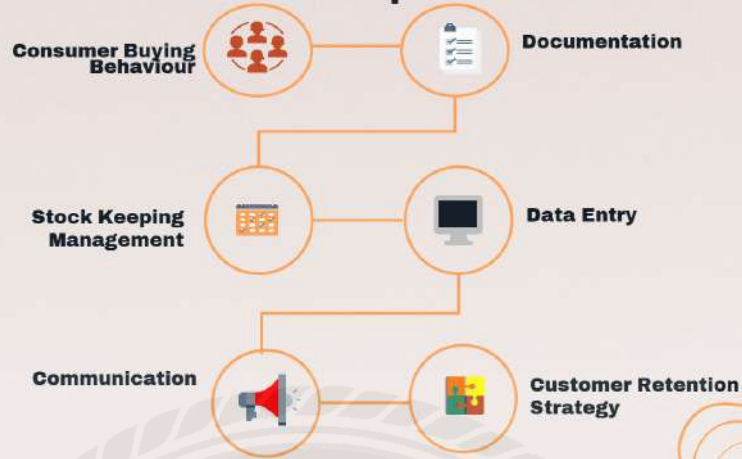 Consumer Buying
Behaviour
Documentation
Stock Keeping
Management
Data Entry
Communication
Customer Retention
Strategy